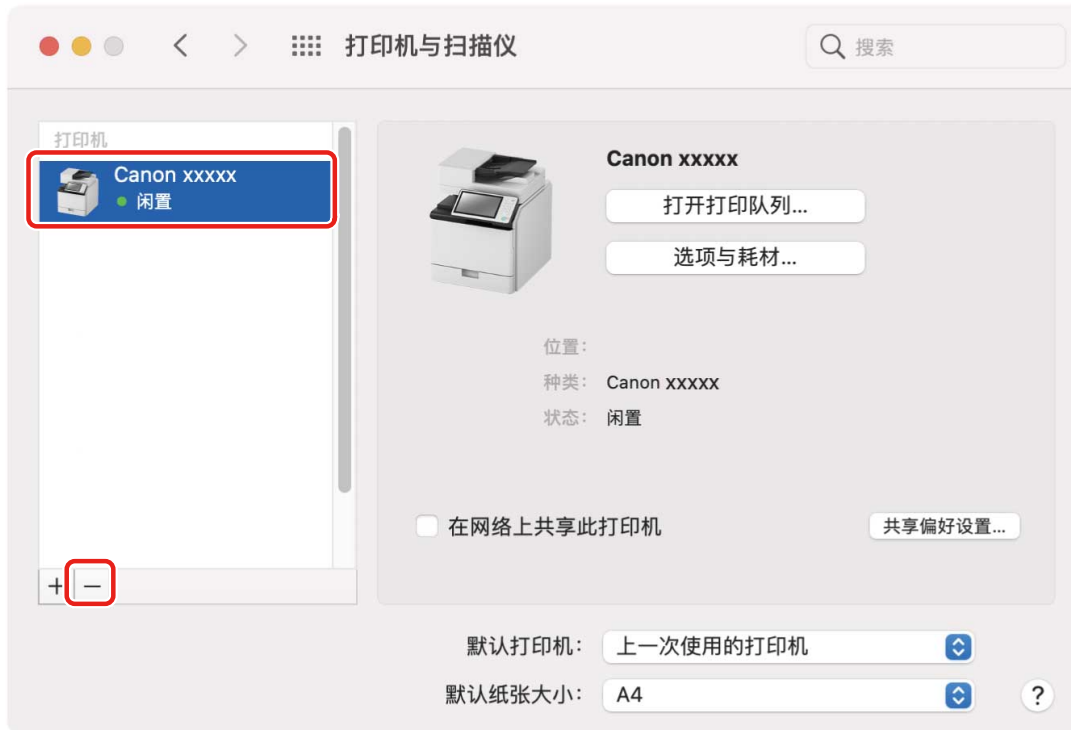 打印机与扫描仪
搜索
打印机
Canon xxxxx
闲置
Canon xxxxx
打开打印队列...
选项与耗材...
位置:
种类: Canon xxxxx
状态: 闲置
在网络上共享此打印机
共享偏好设置...
+ −
默认打印机: 上一次使用的打印机
默认纸张大小: A4
?